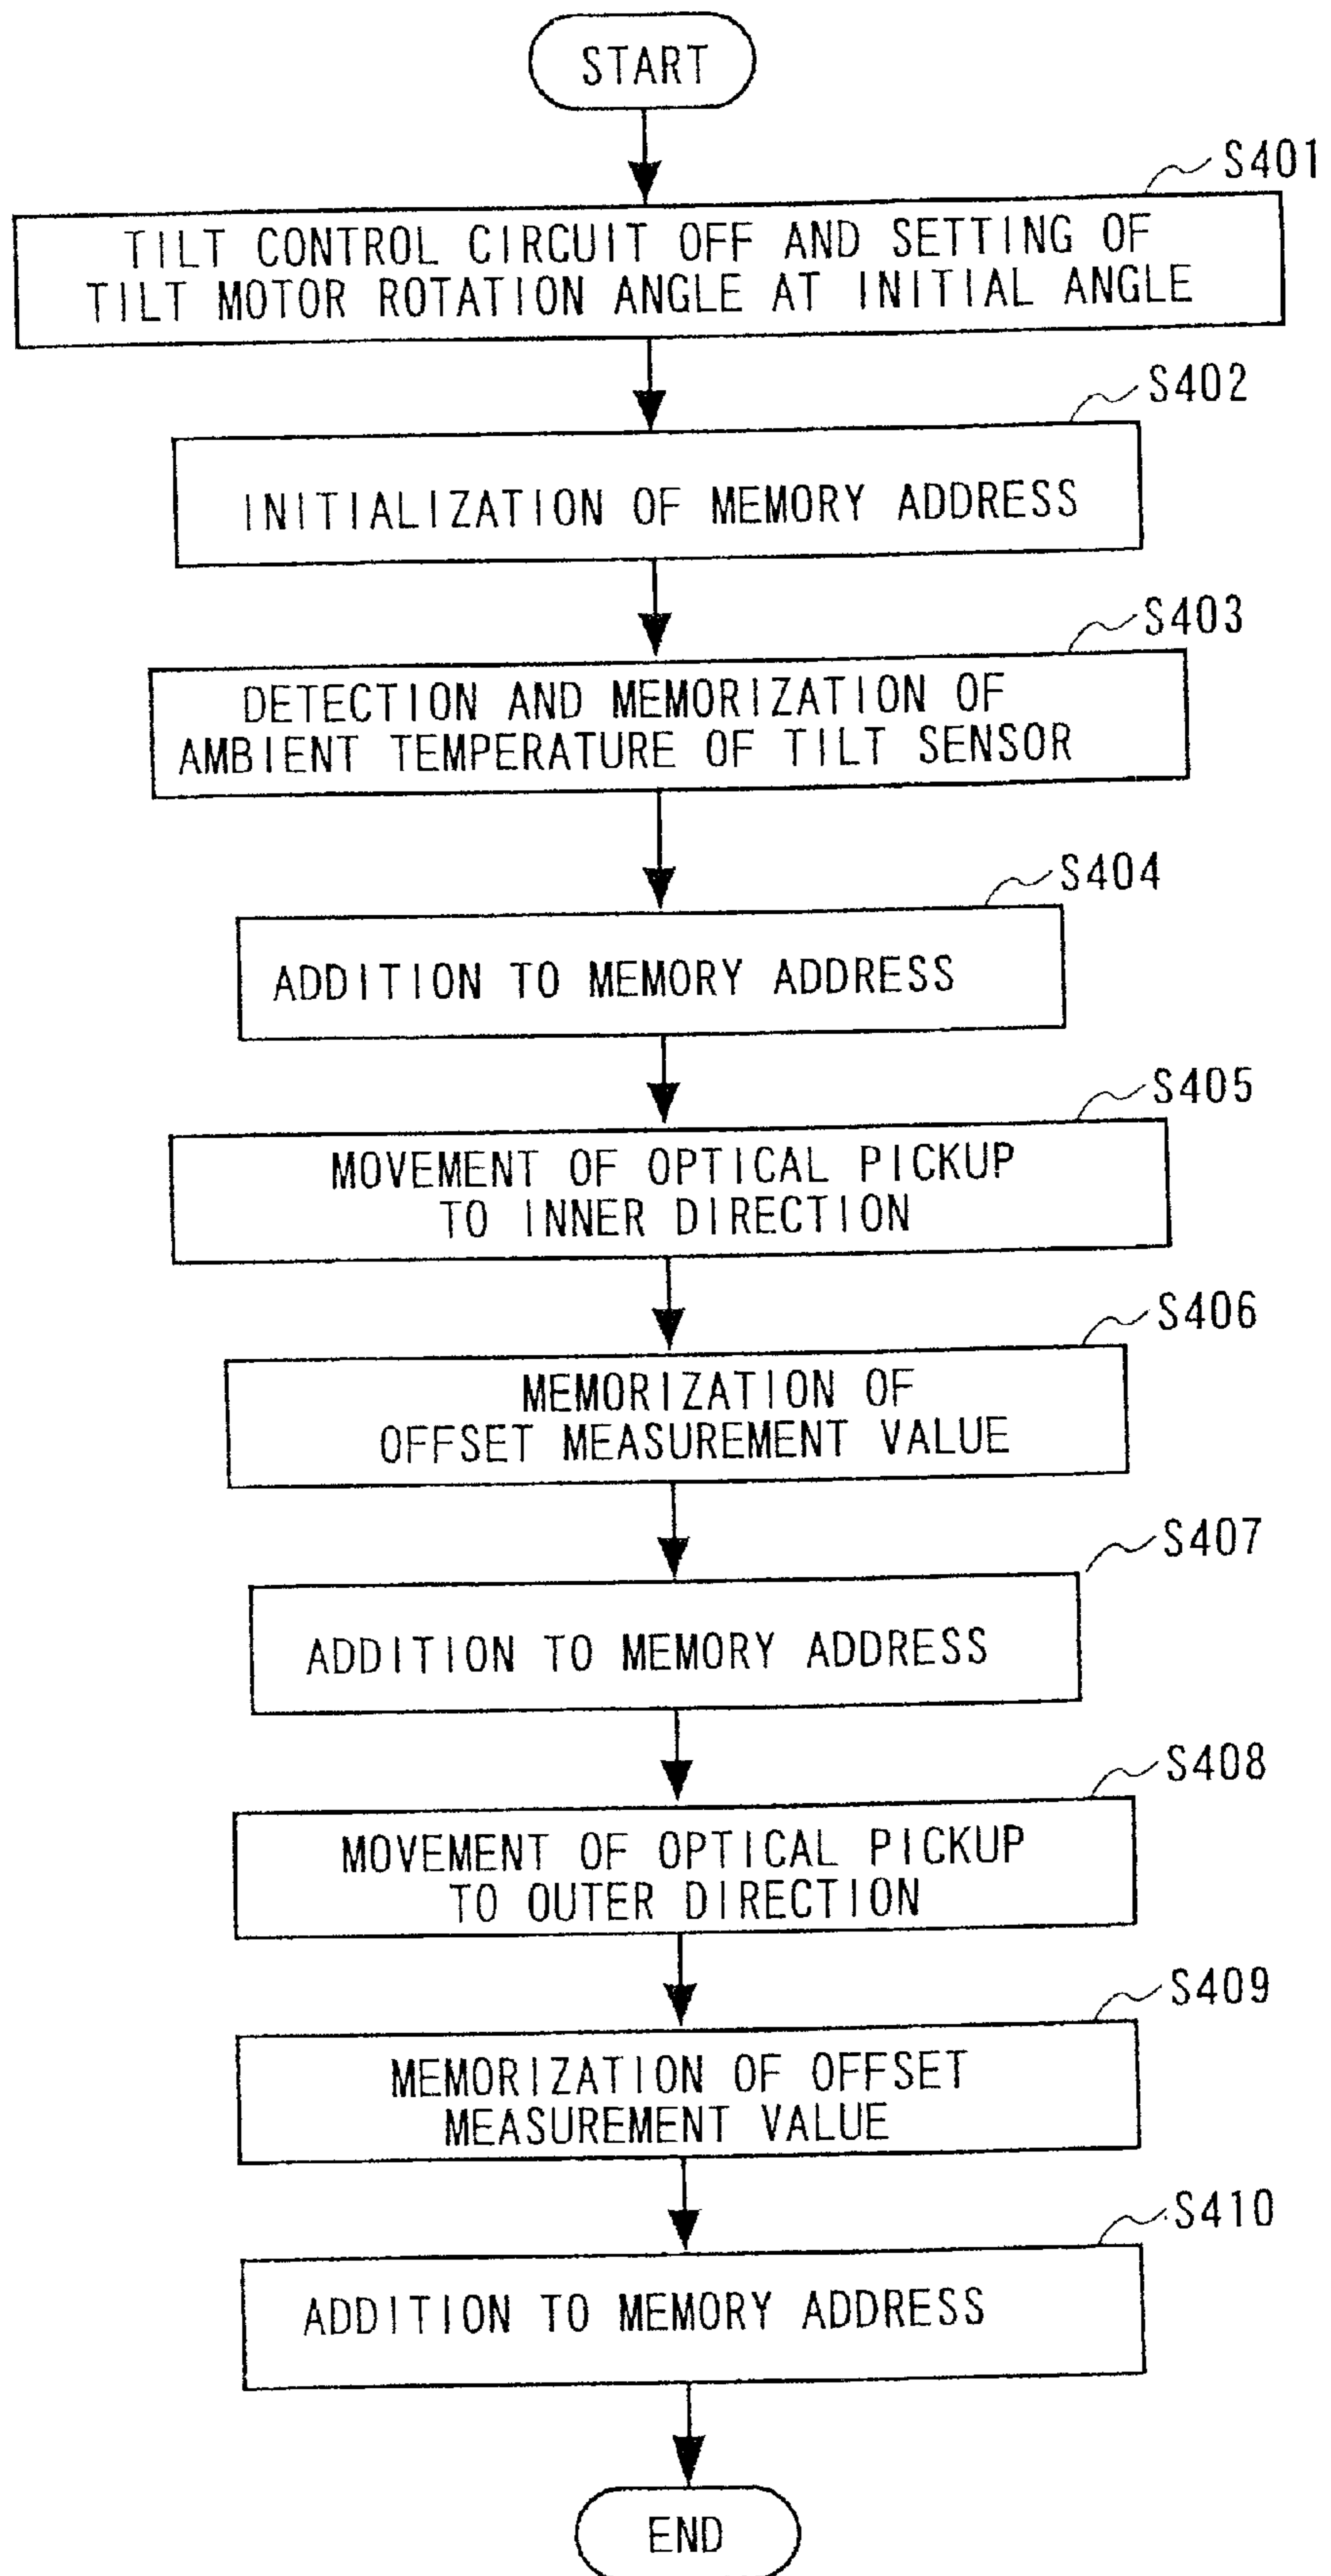 START
S401
TILT CONTROL CIRCUIT OFF AND SETTING OF
TILT MOTOR ROTATION ANGLE AT INITIAL ANGLE
S402
INITIALIZATION OF MEMORY ADDRESS
S403
DETECTION AND MEMORIZATION OF
AMBIENT TEMPERATURE OF TILT SENSOR
S404
ADDITION TO MEMORY ADDRESS
S405
MOVEMENT OF OPTICAL PICKUP
TO INNER DIRECTION
S406
MEMORIZATION OF
OFFSET MEASUREMENT VALUE
S407
ADDITION TO MEMORY ADDRESS
S408
MOVEMENT OF OPTICAL PICKUP
TO OUTER DIRECTION
S409
MEMORIZATION OF OFFSET
MEASUREMENT VALUE
S410
ADDITION TO MEMORY ADDRESS
END